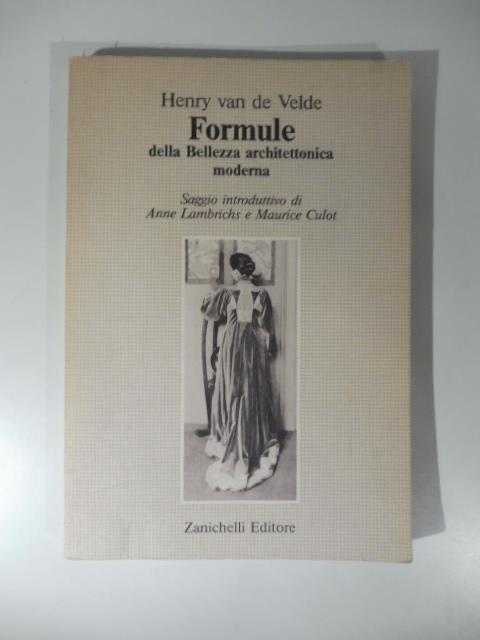 Henry van de Velde
Formule
della Bellezza architettonica
moderna
Saggio introduttivo di
Anne Lambrichs e Maurice Culot
Zanichelli Editore